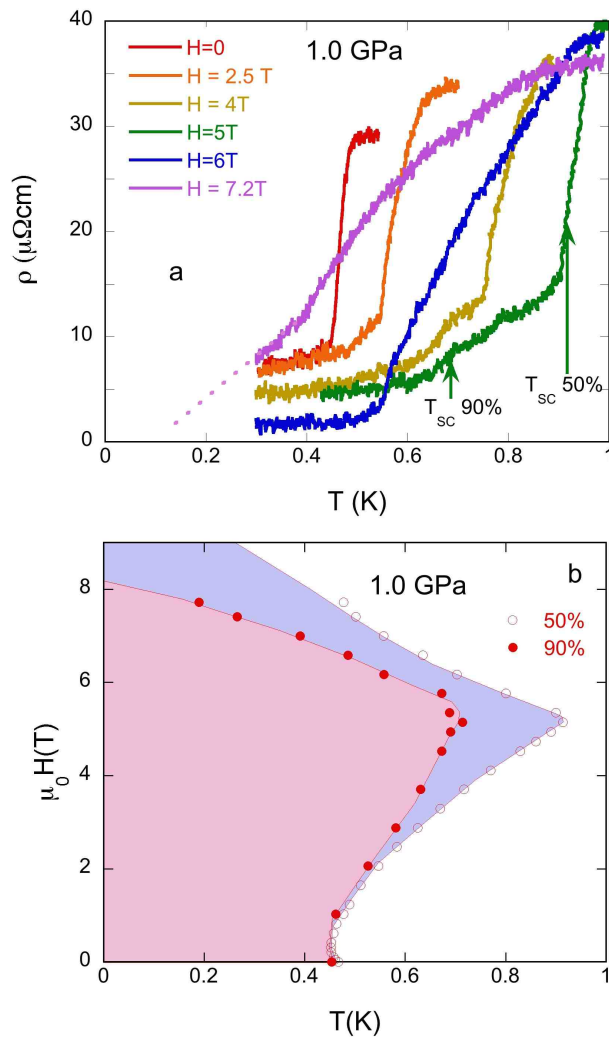 H=0
H = 2.5 T
H = 4T
H=5T
H=6T
H = 7.2T
1.0 GPa
a
T_SC 90%
T_SC 50%
40
30
20
10
0
0
0.2
0.4
0.6
0.8
1
ρ (μΩcm)
T (K)
1.0 GPa
b
50%
90%
8
6
4
2
0
0
0.2
0.4
0.6
0.8
1
μ₀H(T)
T(K)